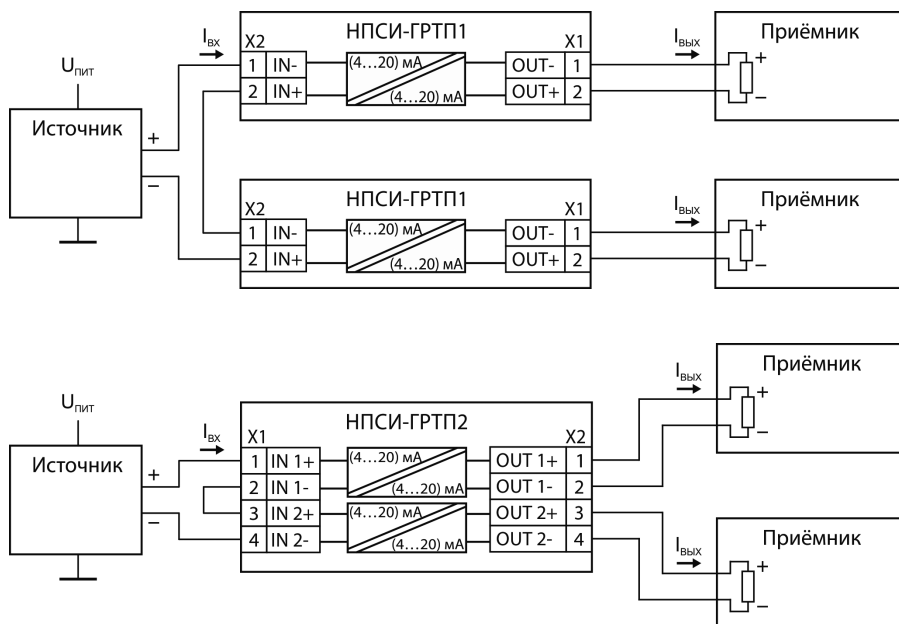 НПСИ-ГРТП1
Приёмник
Iвх
X2
X1
Iвых
1 IN-
(4...20) мА
OUT- 1
+
2 IN+
(4...20) мА
OUT+ 2
–
Uпит
Источник
+
–
НПСИ-ГРТП1
Приёмник
X2
X1
Iвых
1 IN-
(4...20) мА
OUT- 1
+
2 IN+
(4...20) мА
OUT+ 2
–
Приёмник
Iвых
+
–
Uпит
Источник
+
–
Iвх
НПСИ-ГРТП2
X1
X2
1 IN 1+
(4...20) мА
OUT 1+ 1
2 IN 1-
(4...20) мА
OUT 1- 2
3 IN 2+
(4...20) мА
OUT 2+ 3
4 IN 2-
(4...20) мА
OUT 2- 4
Приёмник
Iвых
+
–